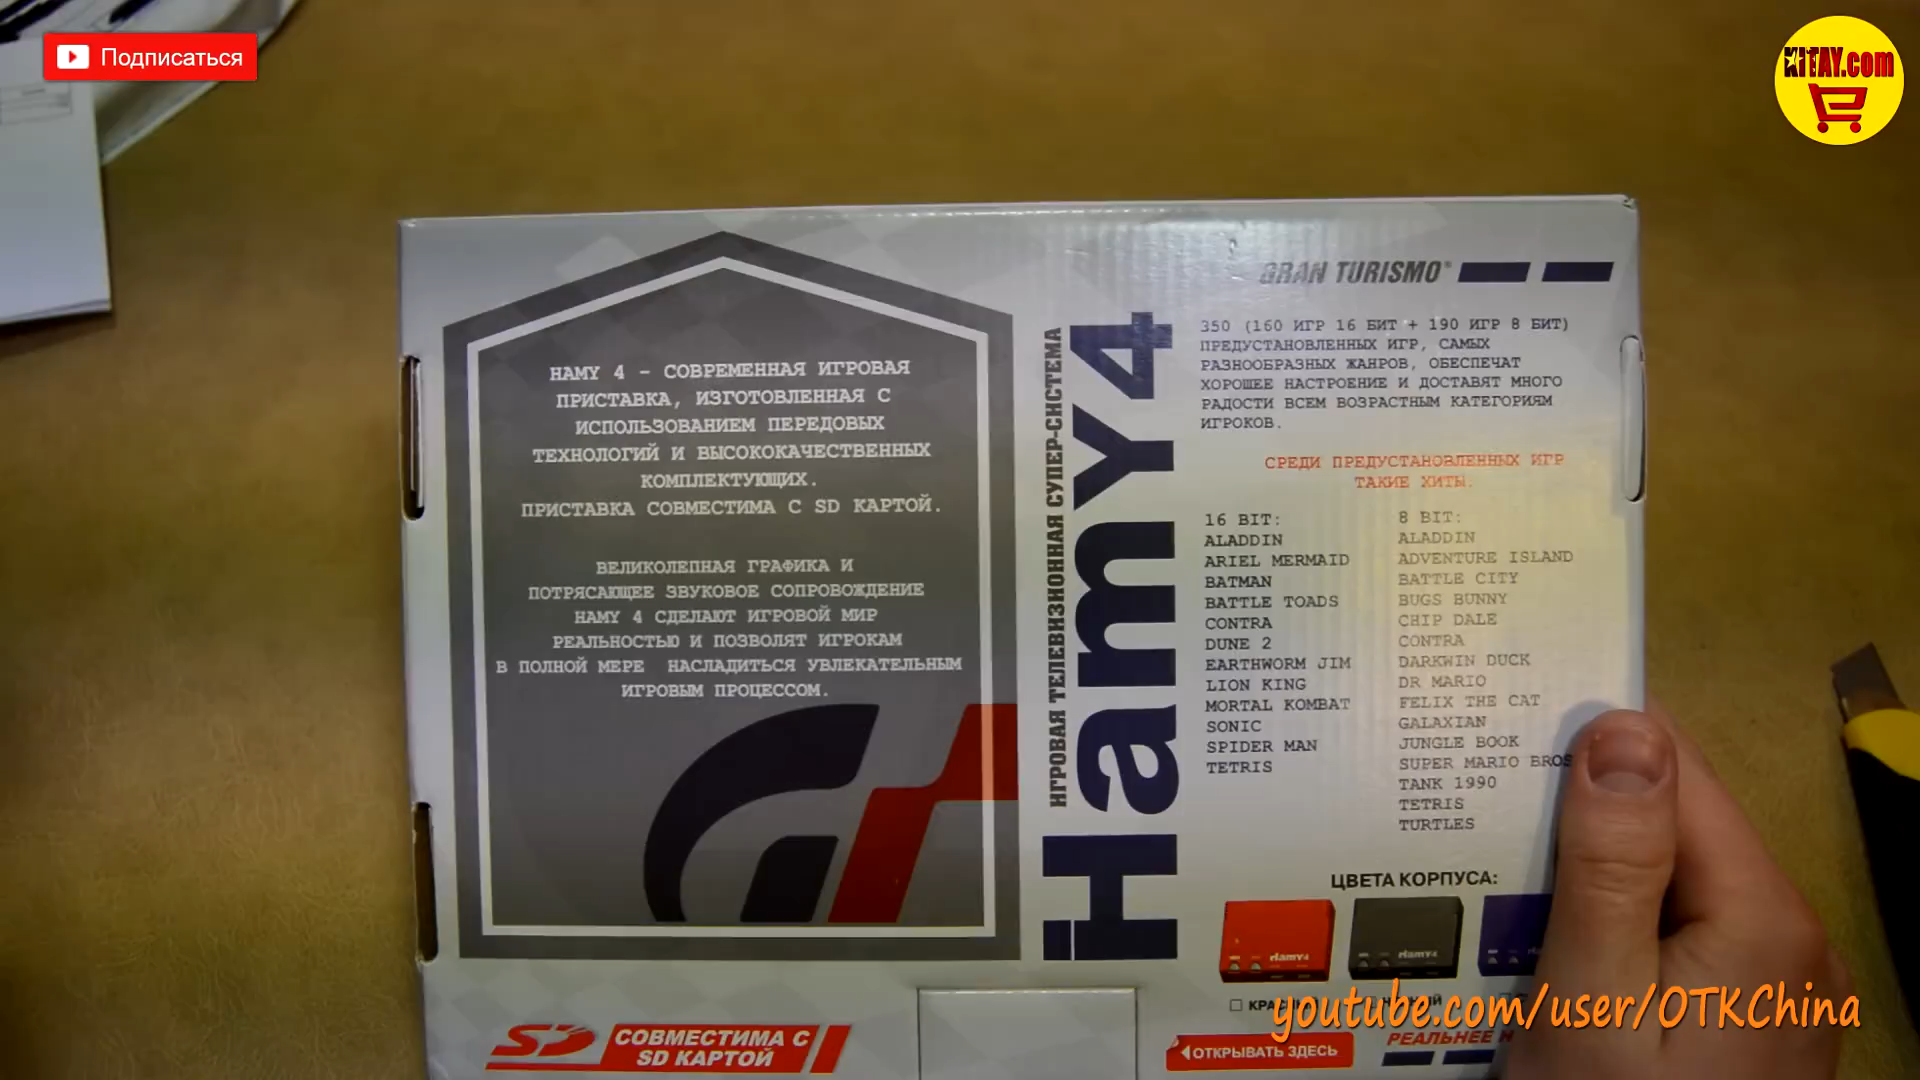 Подписаться
KITAY.com
GRAN TURISMO
HAMY 4 - СОВРЕМЕННАЯ ИГРОВАЯ
ПРИСТАВКА, ИЗГОТОВЛЕННАЯ С
ИСПОЛЬЗОВАНИЕМ ПЕРЕДОВЫХ
ТЕХНОЛОГИЙ И ВЫСОКОКАЧЕСТВЕННЫХ
КОМПЛЕКТУЮЩИХ.
ПРИСТАВКА СОВМЕСТИМА С SD КАРТОЙ.
ВЕЛИКОЛЕПНАЯ ГРАФИКА И
ПОТРЯСАЮЩЕЕ ЗВУКОВОЕ СОПРОВОЖДЕНИЕ
HAMY 4 СДЕЛАЮТ ИГРОВОЙ МИР
РЕАЛЬНОСТЬЮ И ПОЗВОЛЯТ ИГРОКАМ
В ПОЛНОЙ МЕРЕ НАСЛАДИТЬСЯ УВЛЕКАТЕЛЬНЫМ
ИГРОВЫМ ПРОЦЕССОМ.
ИГРОВАЯ ТЕЛЕВИЗИОННАЯ СУПЕР-СИСТЕМА
HamY4
350 (160 ИГР 16 БИТ + 190 ИГР 8 БИТ)
ПРЕДУСТАНОВЛЕННЫХ ИГР, САМЫХ
РАЗНООБРАЗНЫХ ЖАНРОВ, ОБЕСПЕЧАТ
ХОРОШЕЕ НАСТРОЕНИЕ И ДОСТАВЯТ МНОГО
РАДОСТИ ВСЕМ ВОЗРАСТНЫМ КАТЕГОРИЯМ
ИГРОКОВ.
СРЕДИ ПРЕДУСТАНОВЛЕННЫХ ИГР
ТАКИЕ ХИТЫ.
16 BIT:
ALADDIN
ARIEL MERMAID
BATMAN
BATTLE TOADS
CONTRA
DUNE 2
EARTHWORM JIM
LION KING
MORTAL KOMBAT
SONIC
SPIDER MAN
TETRIS
8 BIT:
ALADDIN
ADVENTURE ISLAND
BATTLE CITY
BUGS BUNNY
CHIP DALE
CONTRA
DARKWIN DUCK
DR MARIO
FELIX THE CAT
GALAXIAN
JUNGLE BOOK
SUPER MARIO BROS
TANK 1990
TETRIS
TURTLES
ЦВЕТА КОРПУСА:
HamY4
HamY4
youtube.com/user/OTKChina
SD СОВМЕСТИМА С
SD КАРТОЙ
ОТКРЫВАТЬ ЗДЕСЬ
РЕАЛЬНЕЕ